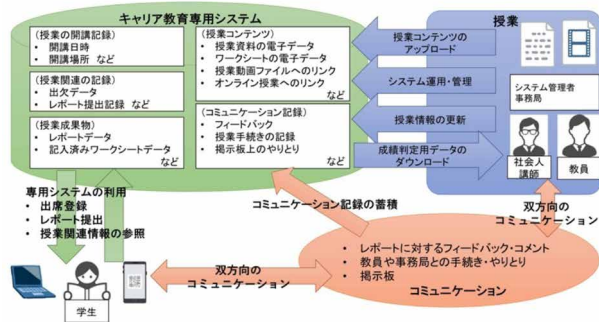 キャリア教育専用システム
(授業の開講記録)
・ 開講日時
・ 開講場所 など
(授業関連の記録)
・ 出欠データ
・ レポート提出記録 など
(授業成果物)
・ レポートデータ
・ 記入済みワークシートデータ
など
(授業コンテンツ)
・ 授業資料の電子データ
・ ワークシートの電子データ
・ 授業動画ファイルへのリンク
・ オンライン授業へのリンク
など
(コミュニケーション記録)
・ フィードバック
・ 授業手続きの記録
・ 掲示板上のやりとり
など
授業コンテンツの
アップロード
システム運用・管理
授業情報の更新
成績判定用データの
ダウンロード
授業
システム管理者
事務局
社会人
講師
教員
専用システムの利用
・ 出席登録
・ レポート提出
・ 授業関連情報の参照
コミュニケーション記録の蓄積
双方向の
コミュニケーション
・ レポートに対するフィードバック・コメント
・ 教員や事務局との手続き・やりとり
・ 掲示板
コミュニケーション
双方向の
コミュニケーション
学生